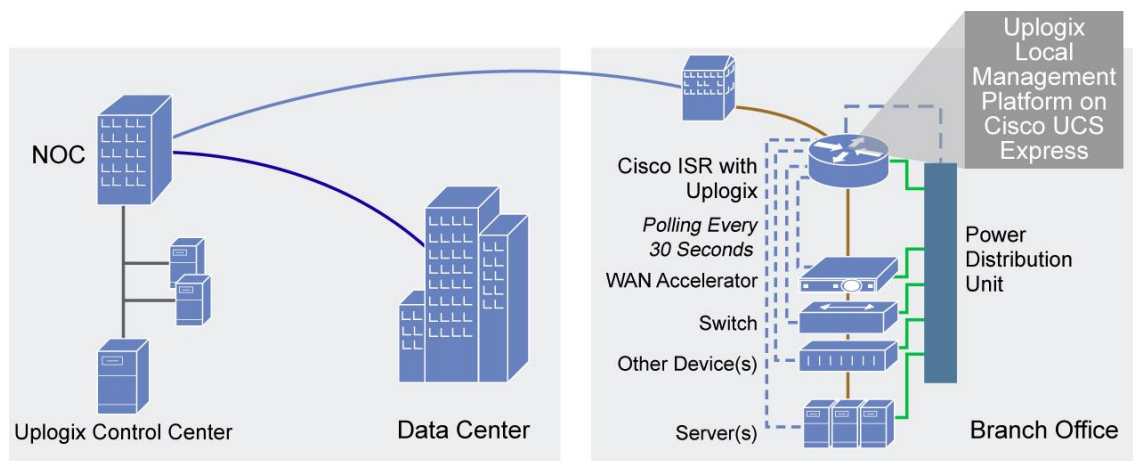 Uplogix
Local
Management
Platform on
Cisco UCS
Express
NOC
Uplogix Control Center
Data Center
Cisco ISR with
Uplogix
Polling Every
30 Seconds
WAN Accelerator
Switch
Other Device(s)
Server(s)
Power
Distribution
Unit
Branch Office